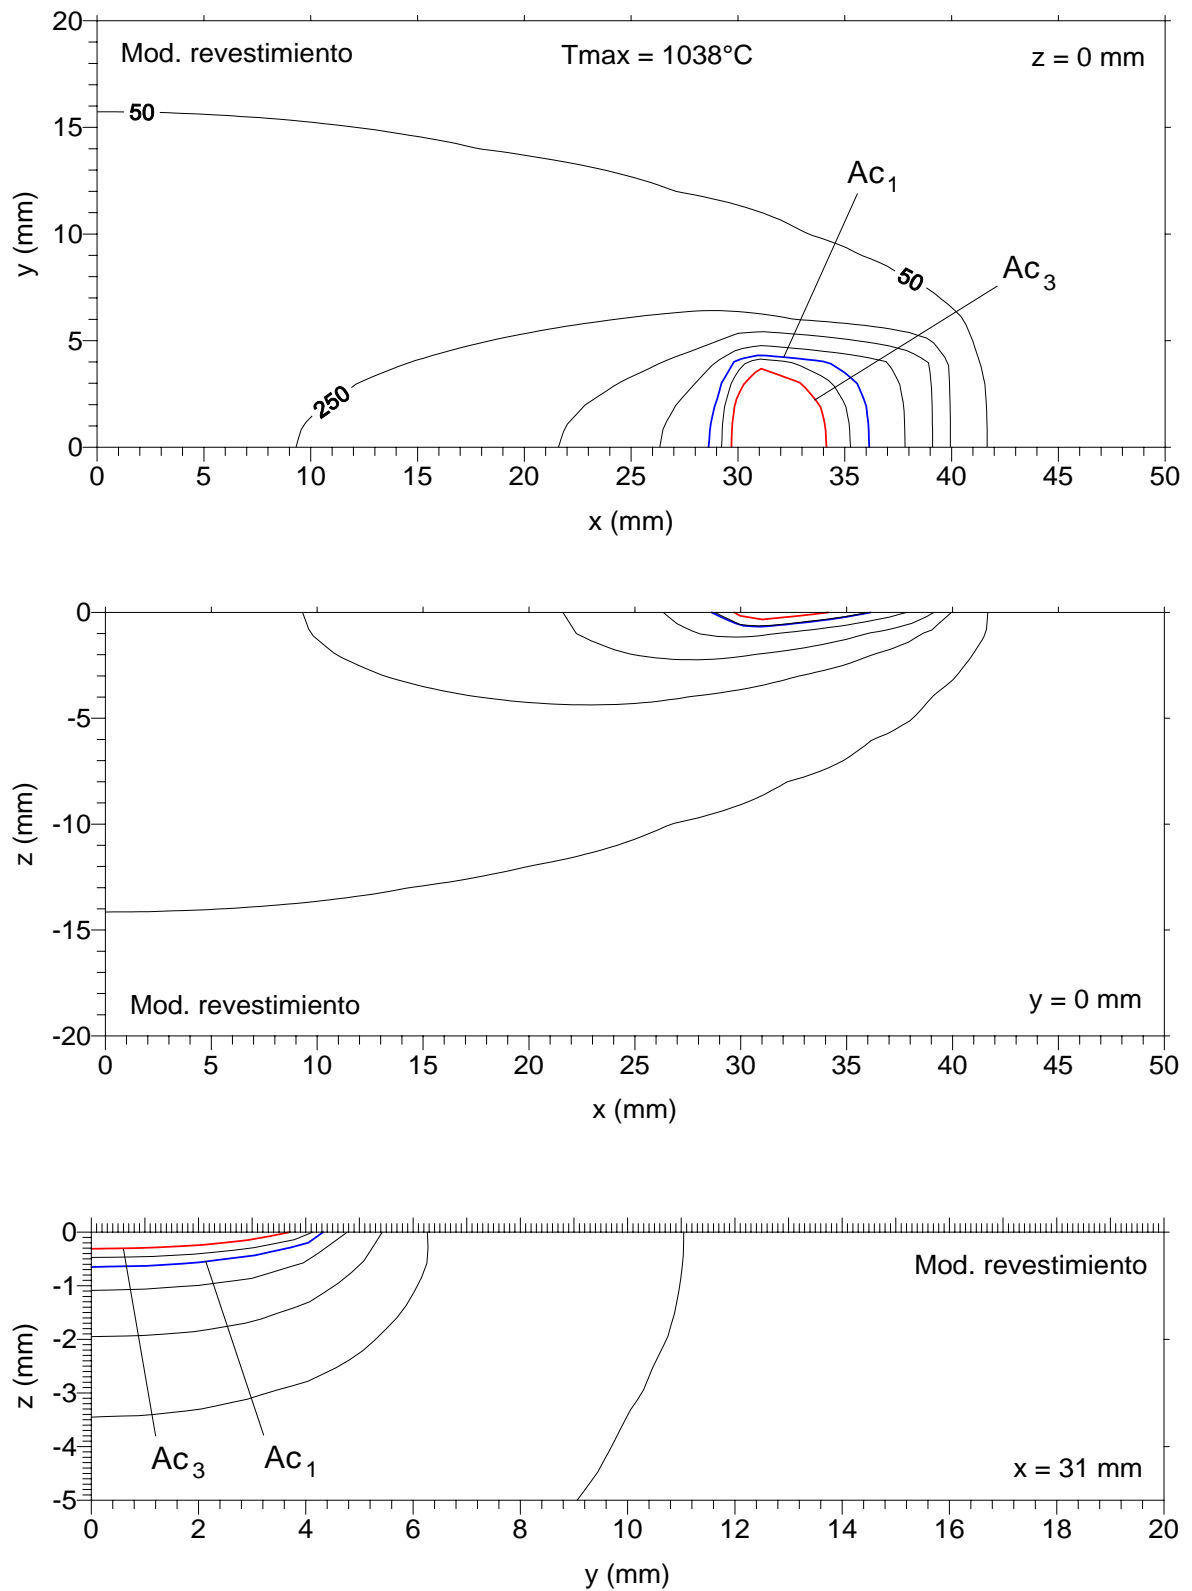 20
Mod. revestimiento Tmax = 1038°C z = 0 mm
50
15
Ac1
y (mm)
10
Ac3
50
5
250
0
0 5 10 15 20 25 30 35 40 45 50
x (mm)
0
-5
z (mm)
-10
-15
Mod. revestimiento y = 0 mm
-20
0 5 10 15 20 25 30 35 40 45 50
x (mm)
0
Mod. revestimiento
-1
-2
z (mm)
-3
-4
Ac3 Ac1 x = 31 mm
-5
0 2 4 6 8 10 12 14 16 18 20
y (mm)